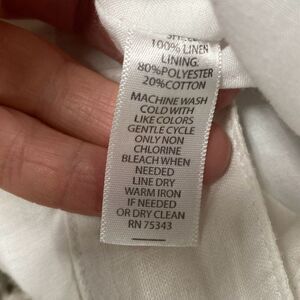 SHELL:
100% LINEN
LINING:
80%POLYESTER
20%COTTON
MACHINE WASH
COLD WITH
LIKE COLORS
GENTLE CYCLE
ONLY NON
CHLORINE
BLEACH WHEN
NEEDED
LINE DRY
WARM IRON
IF NEEDED
OR DRY CLEAN
RN 75343